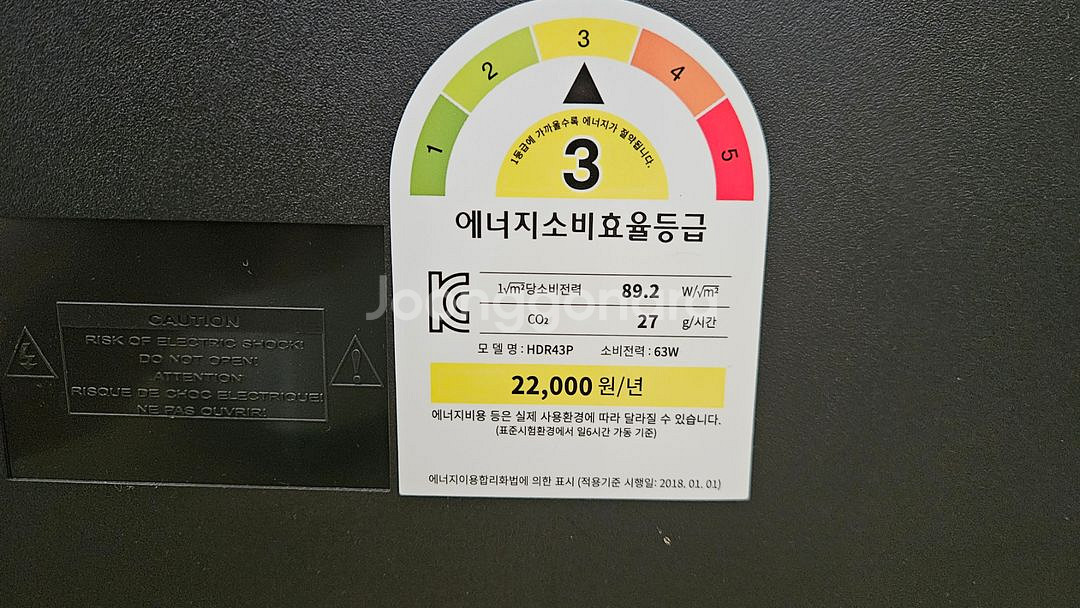 1
2
3
4
5
1등급에 가까울수록 에너지가 절약됩니다.
3
에너지소비효율등급
1√m²당소비전력 89.2 W/√m²
CO₂ 27 g/시간
모 델 명 : HDR43P 소비전력 : 63W
22,000 원/년
에너지비용 등은 실제 사용환경에 따라 달라질 수 있습니다.
(표준시험환경에서 일6시간 가동 기준)
에너지이용합리화법에 의한 표시 (적용기준 시행일: 2018. 01. 01)
CAUTION
RISK OF ELECTRIC SHOCK!
DO NOT OPEN!
ATTENTION
RISQUE DE CHOC ELECTRIQUE!
NE PAS OUVRIR!